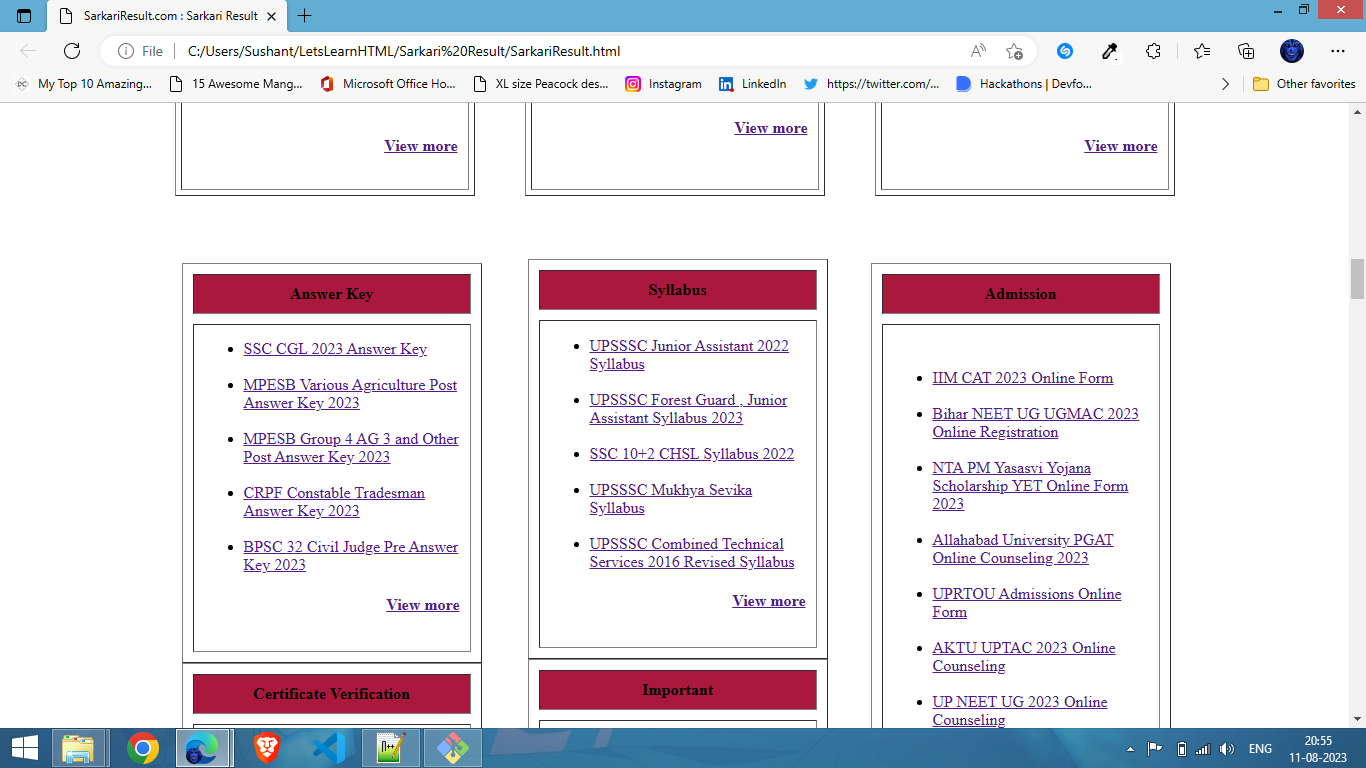 SarkariResult.com : Sarkari Result
File
C:/Users/Sushant/LetsLearnHTML/Sarkari%20Result/SarkariResult.html
My Top 10 Amazing...
15 Awesome Mang...
Microsoft Office Ho...
XL size Peacock des...
Instagram
LinkedIn
https://twitter.com/...
Hackathons | Devfo...
Other favorites
View more
View more
View more
Answer Key
SSC CGL 2023 Answer Key
MPESB Various Agriculture Post
Answer Key 2023
MPESB Group 4 AG 3 and Other
Post Answer Key 2023
CRPF Constable Tradesman
Answer Key 2023
BPSC 32 Civil Judge Pre Answer
Key 2023
View more
Certificate Verification
Syllabus
UPSSSC Junior Assistant 2022
Syllabus
UPSSSC Forest Guard , Junior
Assistant Syllabus 2023
SSC 10+2 CHSL Syllabus 2022
UPSSSC Mukhya Sevika
Syllabus
UPSSSC Combined Technical
Services 2016 Revised Syllabus
View more
Important
Admission
IIM CAT 2023 Online Form
Bihar NEET UG UGMAC 2023
Online Registration
NTA PM Yasasvi Yojana
Scholarship YET Online Form
2023
Allahabad University PGAT
Online Counseling 2023
UPRTOU Admissions Online
Form
AKTU UPTAC 2023 Online
Counseling
UP NEET UG 2023 Online
Counseling
ENG
20:55
11-08-2023